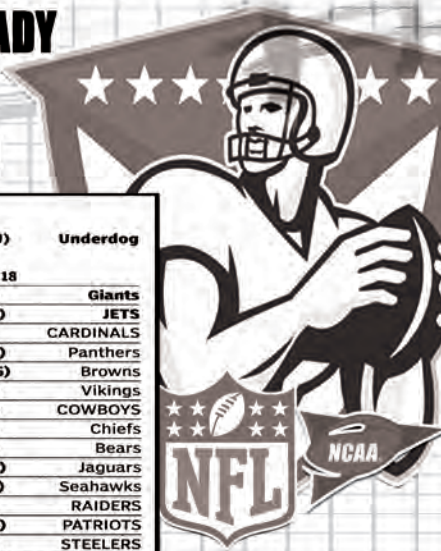 ADY
) Underdog
18
Giants
) JETS
CARDINALS
) Panthers
) Browns
Vikings
COWBOYS
Chiefs
Bears
) Jaguars
) Seahawks
RAIDERS
) PATRIOTS
STEELERS
NFL
NCAA